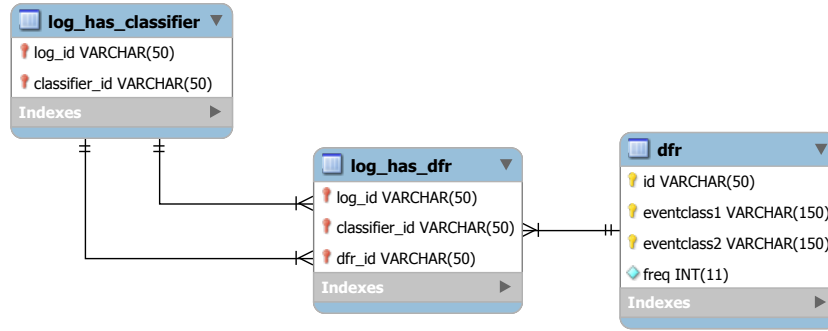 log_has_classifier
log_id VARCHAR(50)
classifier_id VARCHAR(50)
Indexes
log_has_dfr
log_id VARCHAR(50)
classifier_id VARCHAR(50)
dfr_id VARCHAR(50)
Indexes
dfr
id VARCHAR(50)
eventclass1 VARCHAR(150)
eventclass2 VARCHAR(150)
freq INT(11)
Indexes